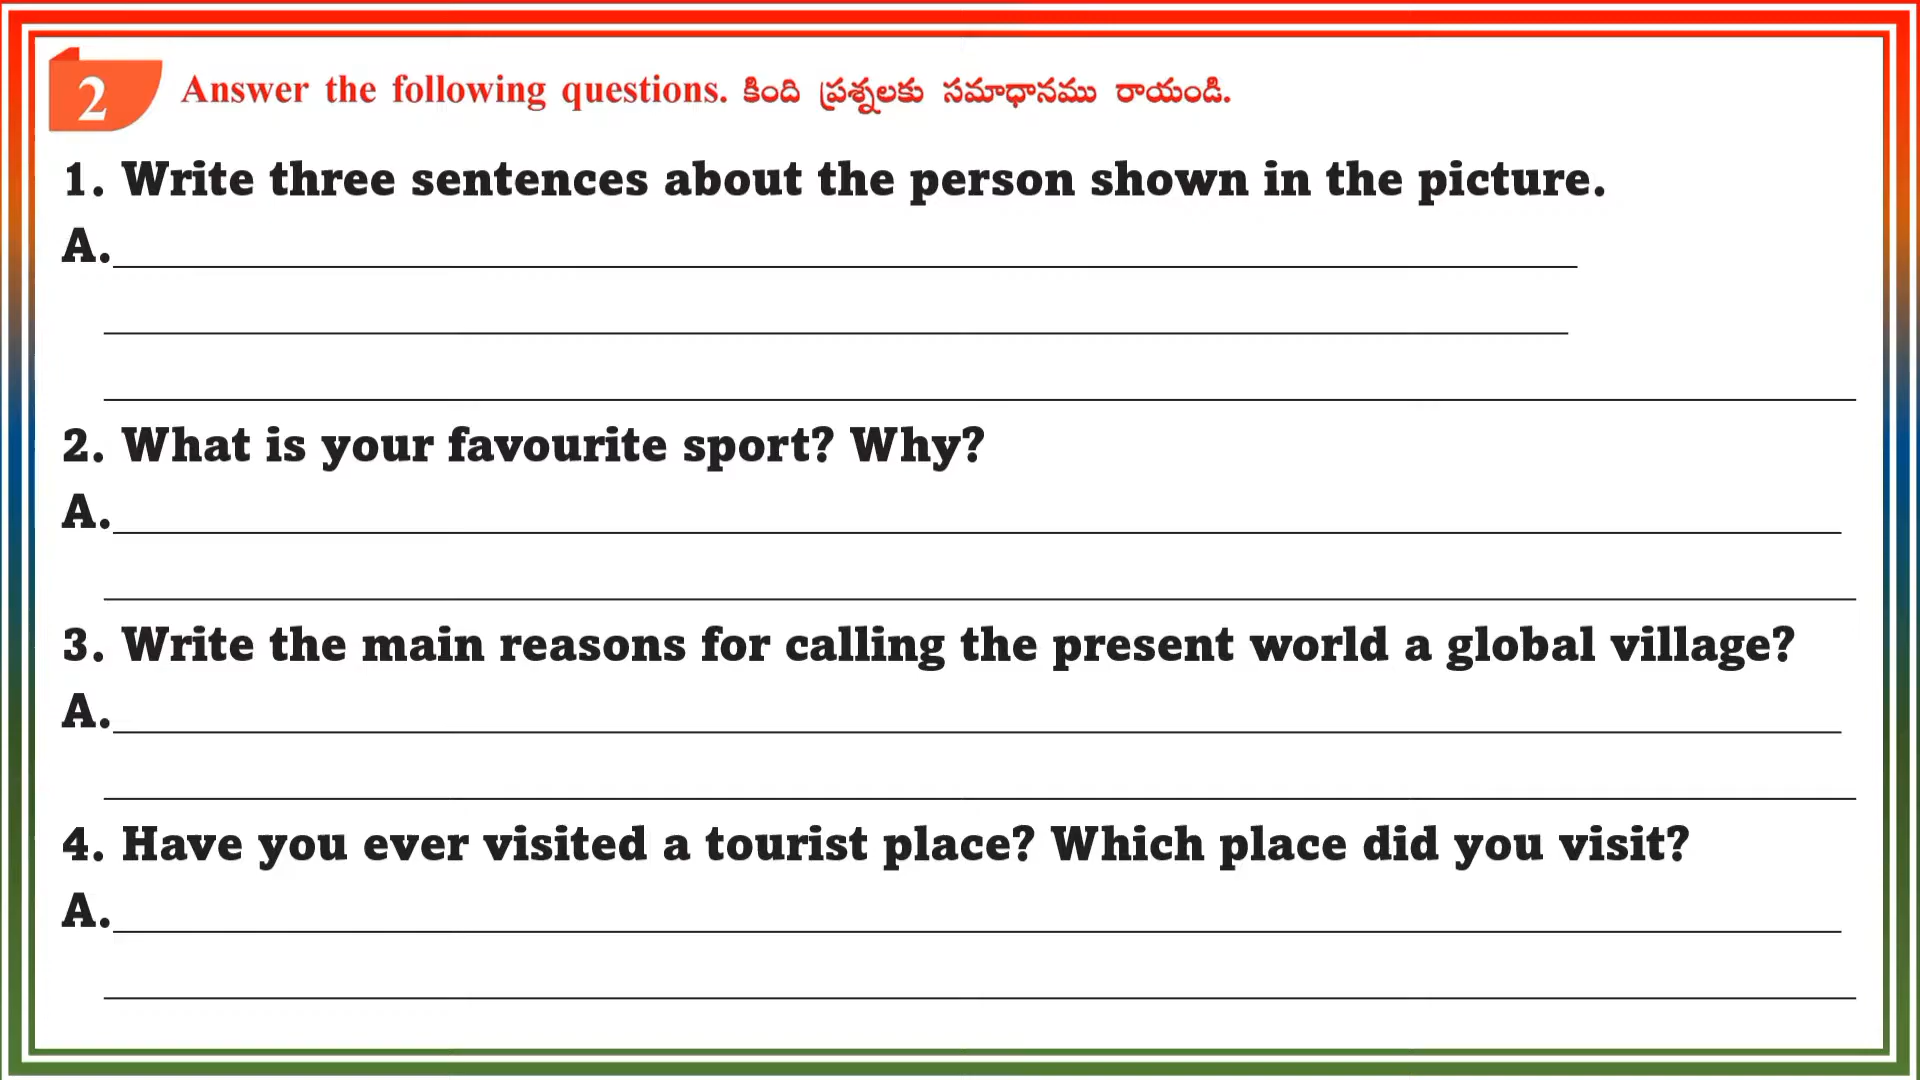 2
Answer the following questions. కింది ప్రశ్నలకు సమాధానము రాయండి.
1. Write three sentences about the person shown in the picture.
A.
2. What is your favourite sport? Why?
A.
3. Write the main reasons for calling the present world a global village?
A.
4. Have you ever visited a tourist place? Which place did you visit?
A.